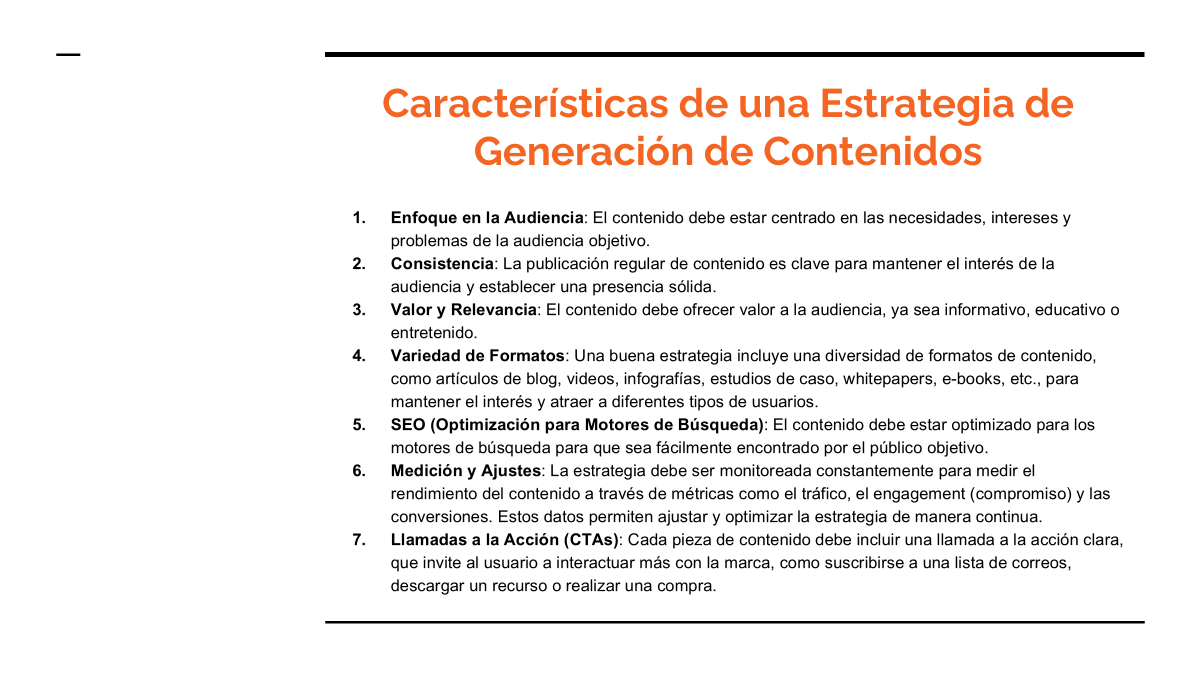 Características de una Estrategia de
Generación de Contenidos
1. Enfoque en la Audiencia: El contenido debe estar centrado en las necesidades, intereses y
problemas de la audiencia objetivo.
2. Consistencia: La publicación regular de contenido es clave para mantener el interés de la
audiencia y establecer una presencia sólida.
3. Valor y Relevancia: El contenido debe ofrecer valor a la audiencia, ya sea informativo, educativo o
entretenido.
4. Variedad de Formatos: Una buena estrategia incluye una diversidad de formatos de contenido,
como artículos de blog, videos, infografías, estudios de caso, whitepapers, e-books, etc., para
mantener el interés y atraer a diferentes tipos de usuarios.
5. SEO (Optimización para Motores de Búsqueda): El contenido debe estar optimizado para los
motores de búsqueda para que sea fácilmente encontrado por el público objetivo.
6. Medición y Ajustes: La estrategia debe ser monitoreada constantemente para medir el
rendimiento del contenido a través de métricas como el tráfico, el engagement (compromiso) y las
conversiones. Estos datos permiten ajustar y optimizar la estrategia de manera continua.
7. Llamadas a la Acción (CTAs): Cada pieza de contenido debe incluir una llamada a la acción clara,
que invite al usuario a interactuar más con la marca, como suscribirse a una lista de correos,
descargar un recurso o realizar una compra.